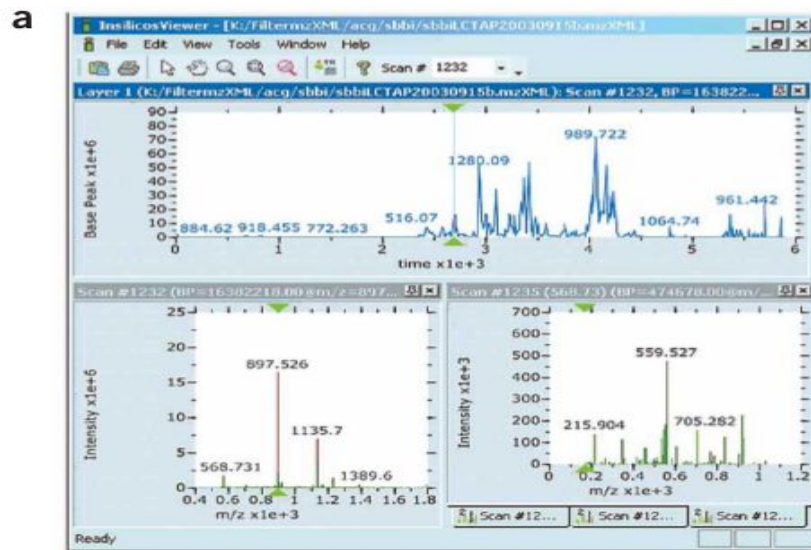 a
InsilicosViewer - [K:/FiltermzXML/acg/sbbi/sbbiLCTAP20030915b.mzXML]
File Edit View Tools Window Help
Scan # 1232
Layer 1 (K:/FiltermzXML/acg/sbbi/sbbiLCTAP20030915b.mzXML): Scan #1232, BP=163822...
Base Peak x1e+6
90
80
70
60
50
40
30
20
10
0
989.722
1280.09
961.442
516.07
884.62 918.455 772.263
1064.74
0 1 2 3 4 5 6
time x1e+3
Scan #1232 (BP=16382218.00@m/z=897...
Intensity x1e+6
25
20
15
10
5
0
897.526
1135.7
568.731
1389.6
0.4 0.6 0.8 1 1.2 1.4 1.6 1.8
m/z x1e+3
Scan #1235 (568.73) (BP=474678.00@m/...
Intensity x1e+3
700
600
500
400
300
200
100
0
559.527
215.904
705.282
0 0.2 0.4 0.6 0.8 1 1.2
m/z x1e+3
Scan #12... Scan #12... Scan #12...
Ready